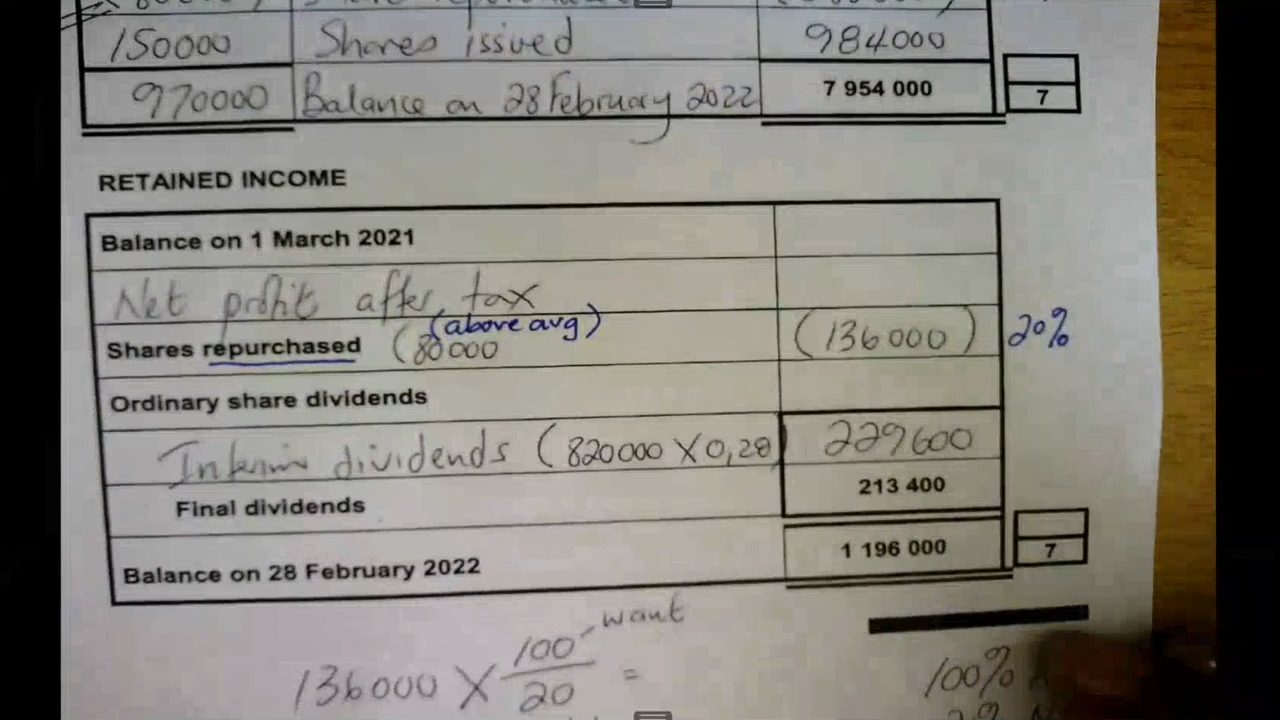 150000 Shares issued 984000
970000 Balance on 28 February 2022 7 954 000
7
RETAINED INCOME
Balance on 1 March 2021
Net profit after tax
(above avg)
Shares repurchased (80000 (136000) 20%
Ordinary share dividends
Interim dividends (820000 X 0,28) 229600
Final dividends 213 400
Balance on 28 February 2022 1 196 000
7
want
136000 X 100/20 =
100%